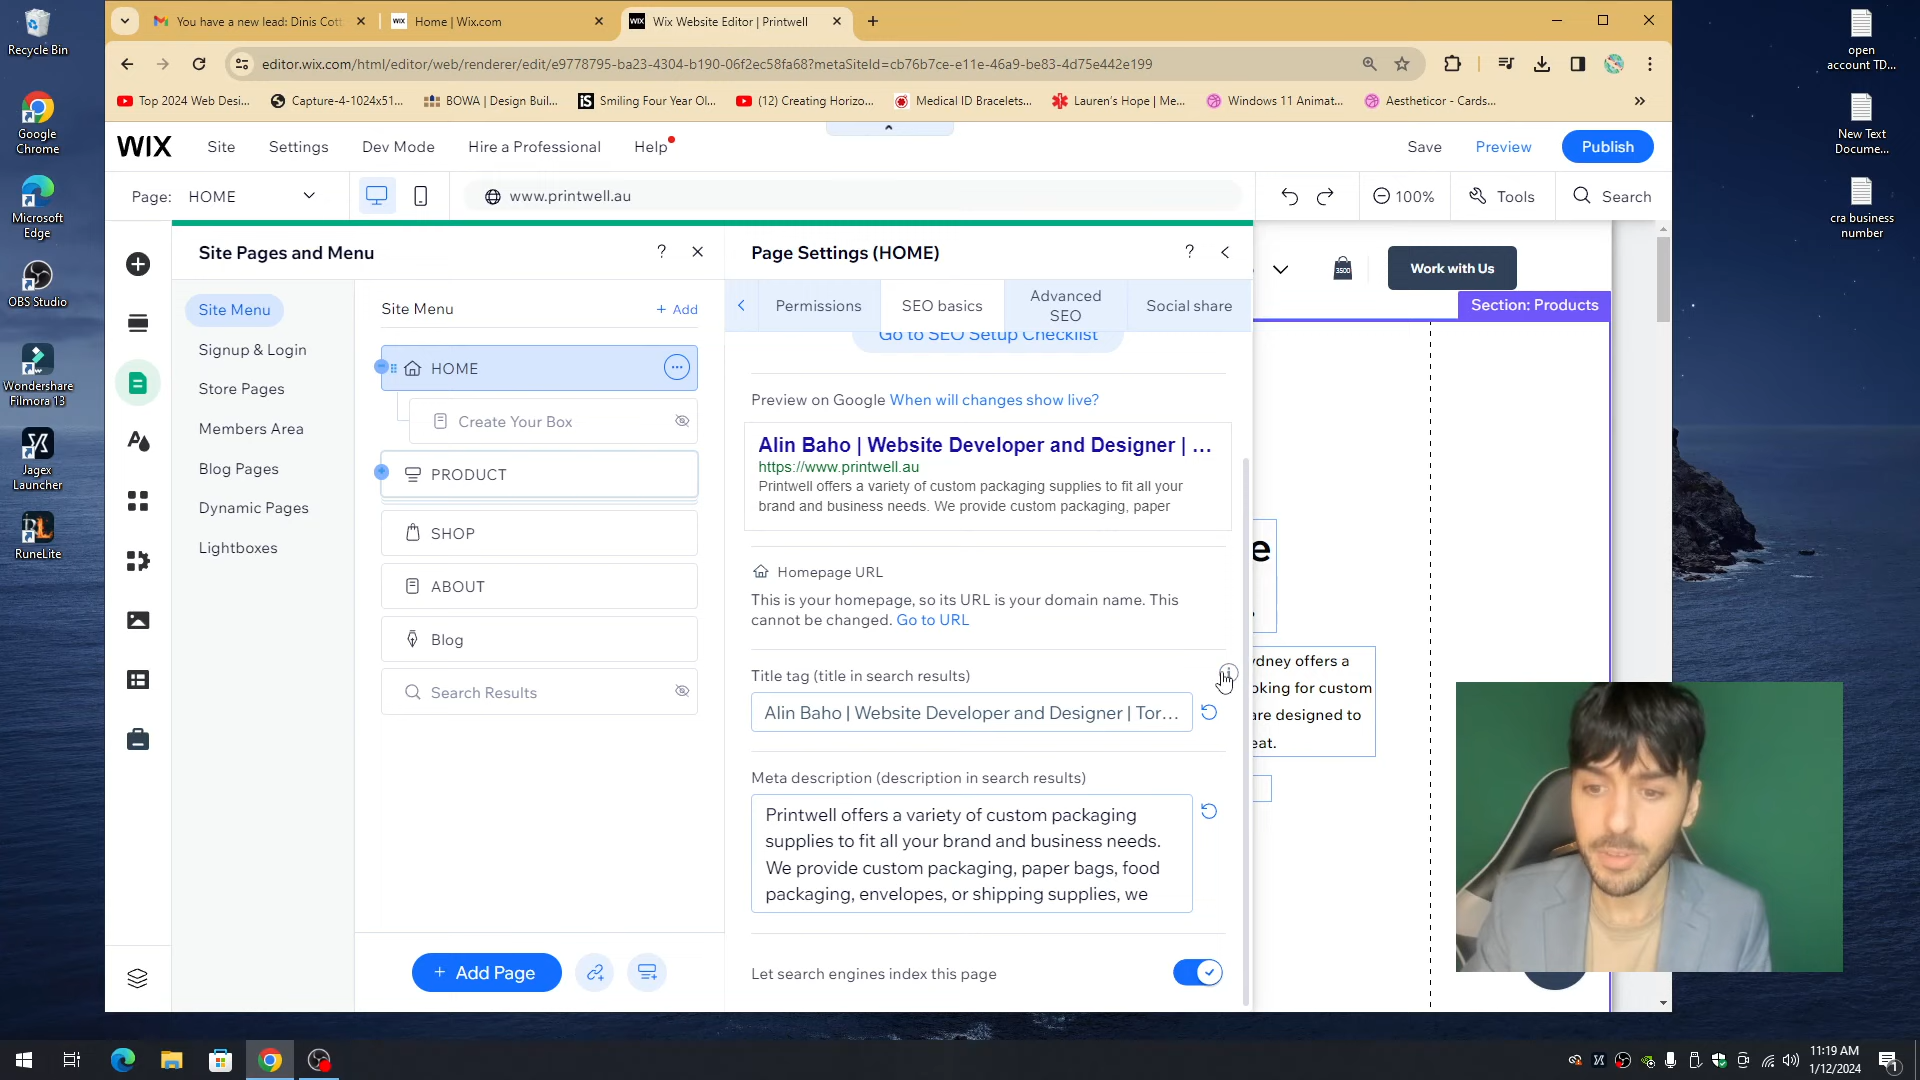 Recycle Bin
Google
Chrome
Microsoft
Edge
OBS Studio
Wondershare
Filmora 13
Jagex
Launcher
RuneLite
open
account TD...
New Text
Docume...
cra business
number
You have a new lead: Dinis Cott
WIX
Home | Wix.com
WIX
Wix Website Editor | Printwell
editor.wix.com/html/editor/web/renderer/edit/e9778795-ba23-4304-b190-06f2ec58fa68?metaSiteId=cb76b7ce-e11e-46a9-be83-4d75e442e199
Top 2024 Web Desi...
Capture-4-1024x51...
BOWA | Design Buil...
Smiling Four Year Ol...
(12) Creating Horizo...
Medical ID Bracelets...
Lauren's Hope | Me...
Windows 11 Animat...
Aestheticor - Cards...
WIX
Site
Settings
Dev Mode
Hire a Professional
Help
Save
Preview
Publish
Page: HOME
www.printwell.au
100%
Tools
Search
Site Pages and Menu
?
Site Menu
Signup & Login
Store Pages
Members Area
Blog Pages
Dynamic Pages
Lightboxes
Site Menu
+ Add
HOME
Create Your Box
PRODUCT
SHOP
ABOUT
Blog
Search Results
+ Add Page
Page Settings (HOME)
?
Permissions
SEO basics
Advanced
SEO
Social share
Go to SEO Setup Checklist
Preview on Google When will changes show live?
Alin Baho | Website Developer and Designer | ...
https://www.printwell.au
Printwell offers a variety of custom packaging supplies to fit all your
brand and business needs. We provide custom packaging, paper
Homepage URL
This is your homepage, so its URL is your domain name. This
cannot be changed. Go to URL
Title tag (title in search results)
Alin Baho | Website Developer and Designer | Tor...
Meta description (description in search results)
Printwell offers a variety of custom packaging
supplies to fit all your brand and business needs.
We provide custom packaging, paper bags, food
packaging, envelopes, or shipping supplies, we
Let search engines index this page
3500
Work with Us
Section: Products
e
ydney offers a
oking for custom
are designed to
eat.
11:19 AM
1/12/2024
1